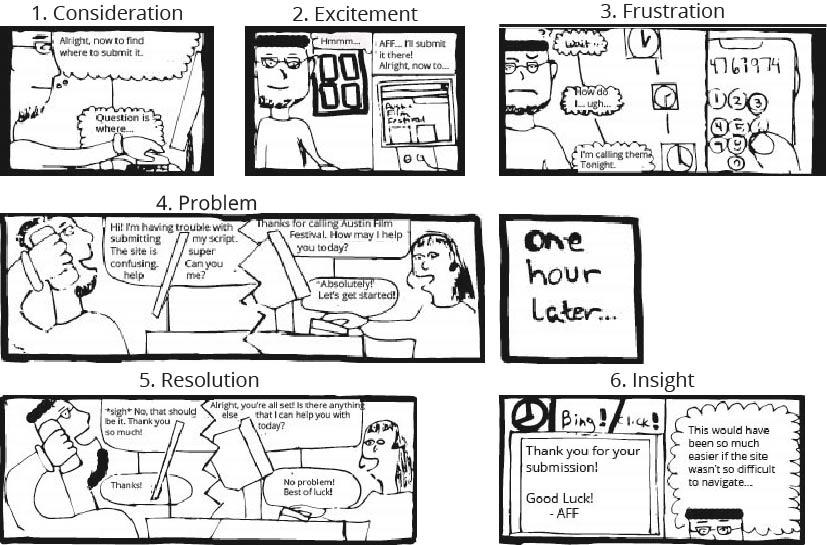 1. Consideration
Alright, now to find
where to submit it.
Question is
where...
2. Excitement
Hmmm...
AFF... I'll submit
it there!
Alright, now to...
Film
Festival
3. Frustration
Wait...
How do
I... ugh...
I'm calling them
Tonight.
4767974
1 2 3
4. Problem
Hi! I'm having trouble with
submitting my script.
The site is super
confusing. Can you
help me?
Thanks for calling Austin Film
Festival. How may I help
you today?
"Absolutely!
Let's get started!
one
hour
later...
5. Resolution
*sigh* No, that should
be it. Thank you
so much!
Thanks!
Alright, you're all set! Is there anything
else that I can help you with
today?
No problem!
Best of luck!
6. Insight
Bing! Click!
Thank you for your
submission!
Good Luck!
- AFF
This would have
been so much
easier if the site
wasn't so difficult
to navigate...